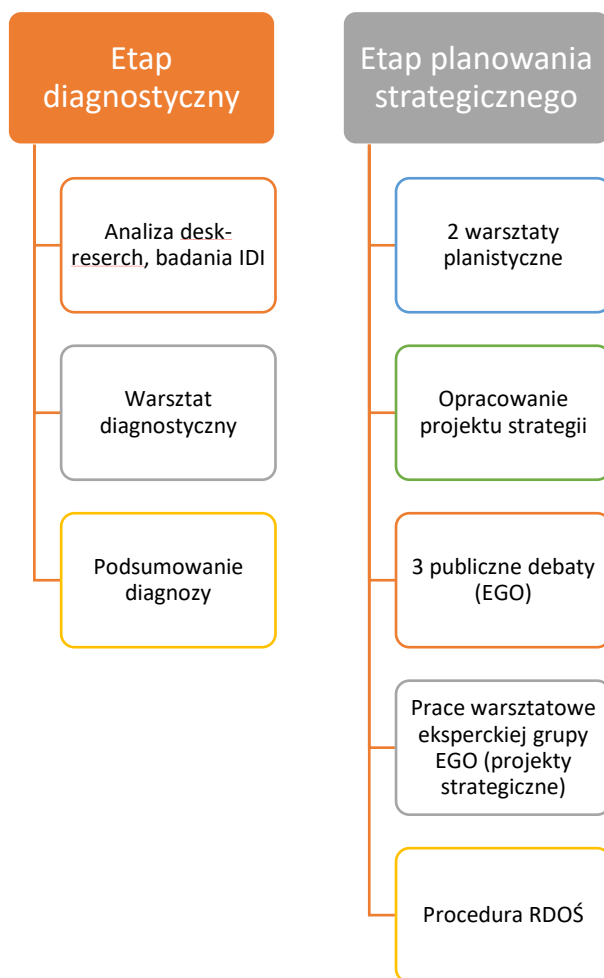 Etap
diagnostyczny
Analiza desk-
reserch, badania IDI
Warsztat
diagnostyczny
Podsumowanie
diagnozy
Etap planowania
strategicznego
2 warsztaty
planistyczne
Opracowanie
projektu strategii
3 publiczne debaty
(EGO)
Prace warsztatowe
eksperckiej grupy
EGO (projekty
strategiczne)
Procedura RDOŚ